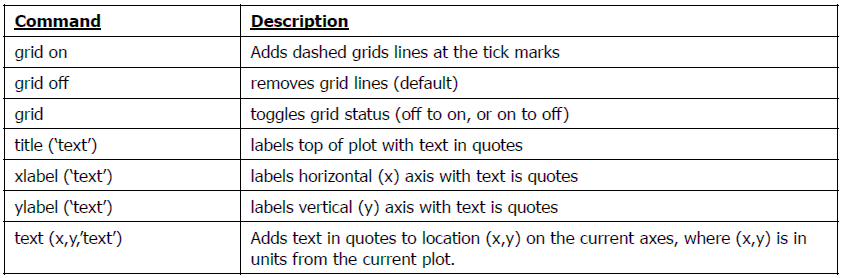 Command Description
grid on Adds dashed grids lines at the tick marks
grid off removes grid lines (default)
grid toggles grid status (off to on, or on to off)
title (‘text’) labels top of plot with text in quotes
xlabel (‘text’) labels horizontal (x) axis with text is quotes
ylabel (‘text’) labels vertical (y) axis with text is quotes
text (x,y,’text’) Adds text in quotes to location (x,y) on the current axes, where (x,y) is in
units from the current plot.